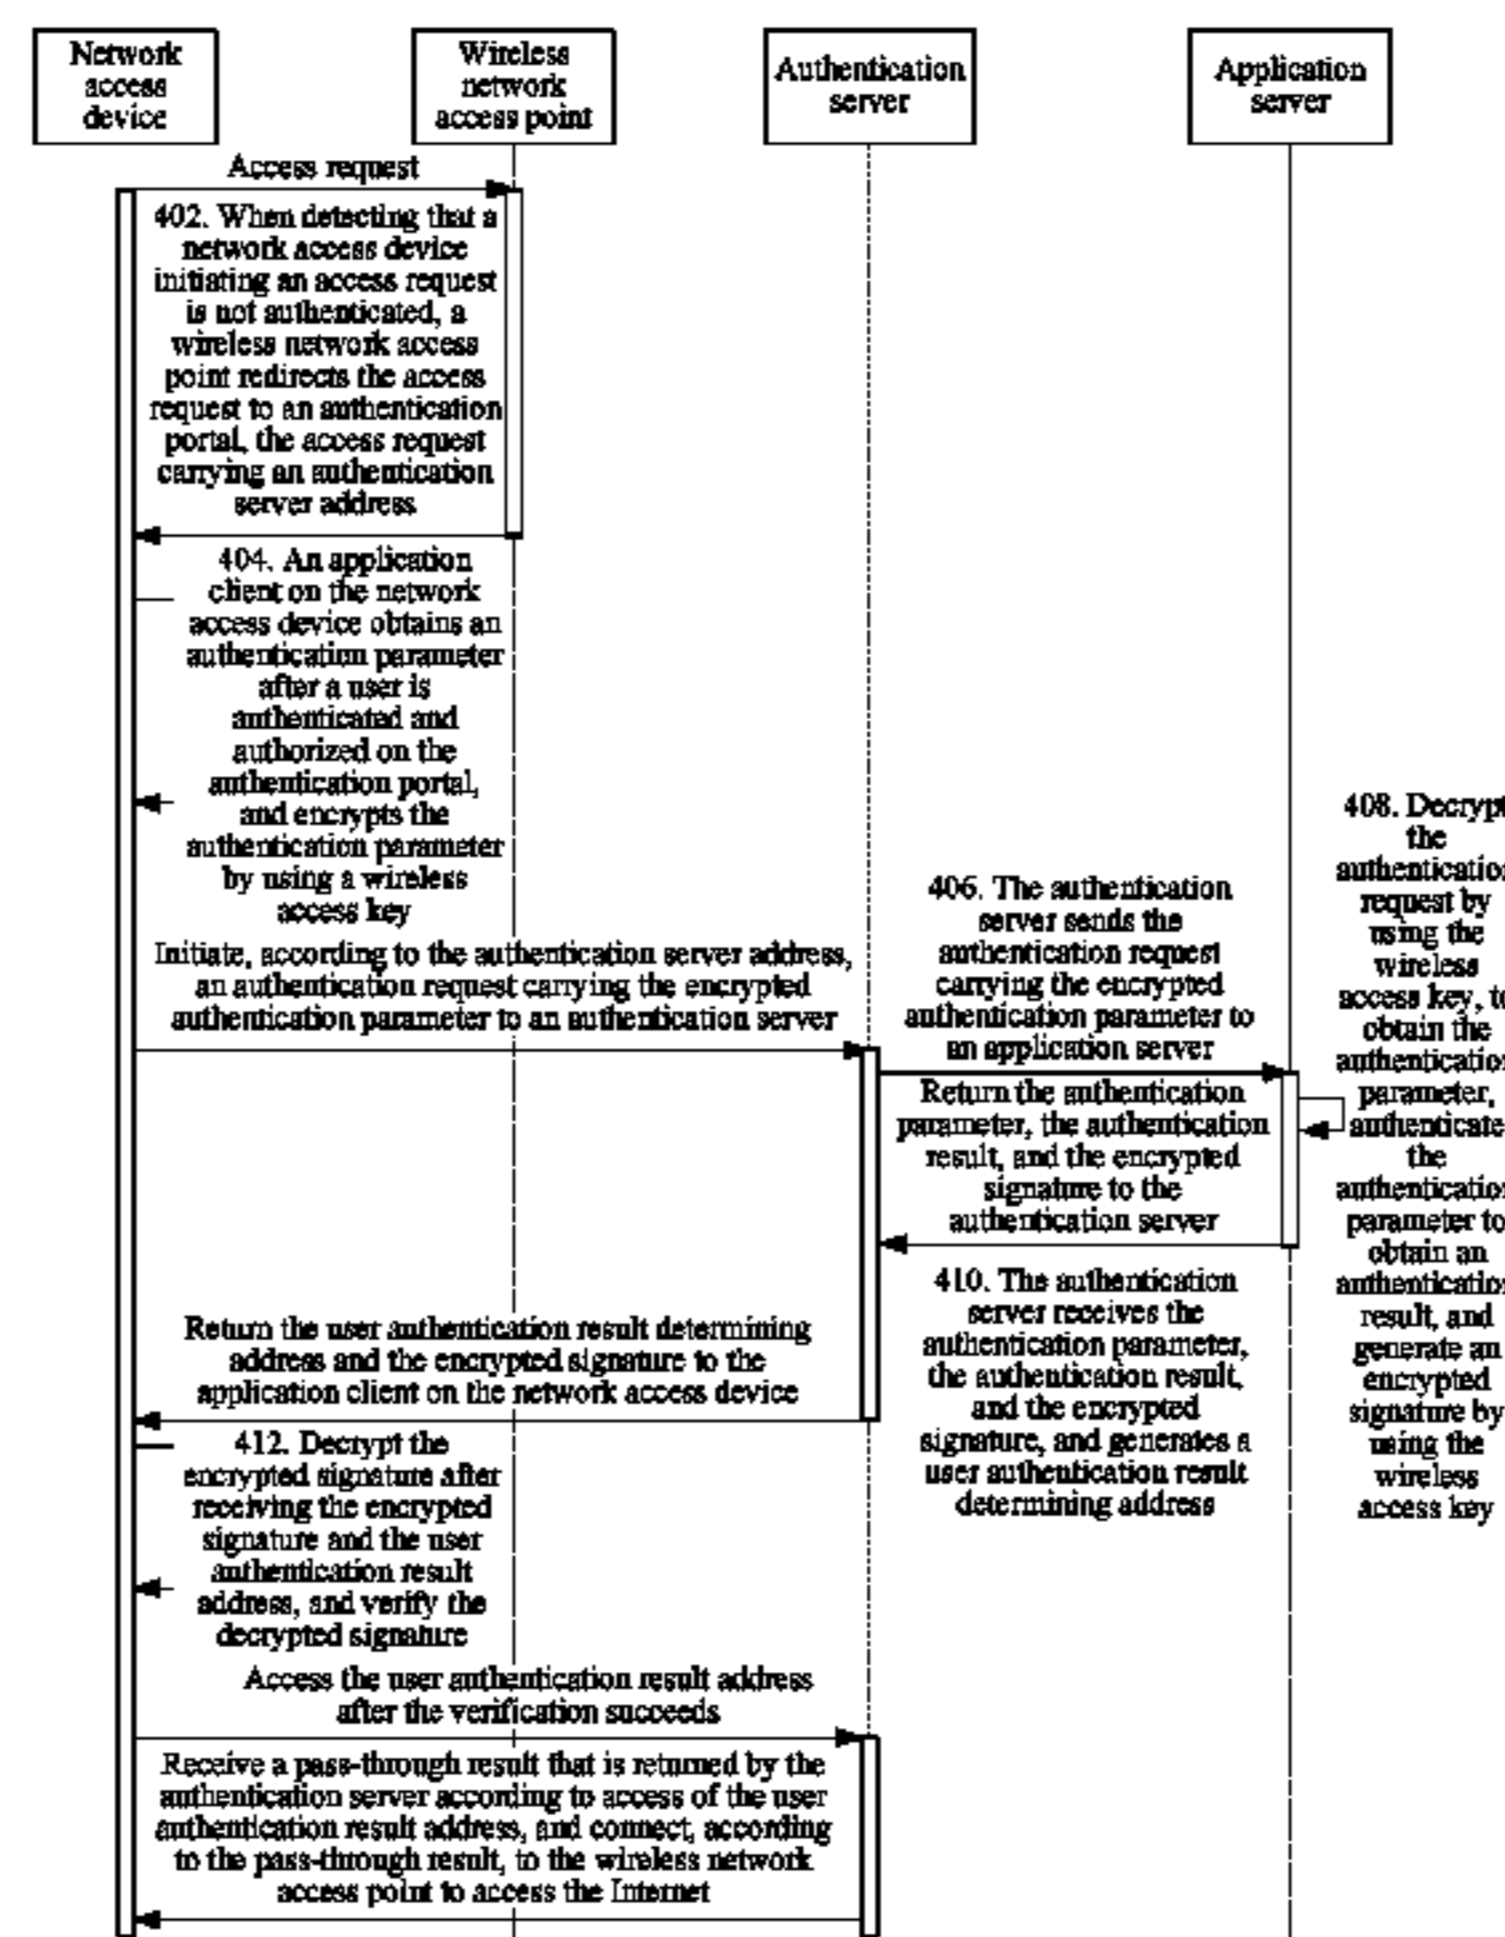 Network
access
device
Wireless
network
access point
Authentication
server
Application
server
Access request
402. When detecting that a
network access device
initiating an access request
is not authenticated, a
wireless network access
point redirects the access
request to an authentication
portal, the access request
carrying an authentication
server address
404. An application
client on the network
access device obtains an
authentication parameter
after a user is
authenticated and
authorized on the
authentication portal,
and encrypts the
authentication parameter
by using a wireless
access key
Initiate, according to the authentication server address,
an authentication request carrying the encrypted
authentication parameter to an authentication server
406. The authentication
server sends the
authentication request
carrying the encrypted
authentication parameter to
an application server
408. Decrypt
the
authentication
request by
using the
wireless
access key, to
obtain the
authentication
parameter,
authenticate
the
authentication
parameter to
obtain an
authentication
result, and
generate an
encrypted
signature by
using the
wireless
access key
Return the authentication
parameter, the authentication
result, and the encrypted
signature to the
authentication server
410. The authentication
server receives the
authentication parameter,
the authentication result,
and the encrypted
signature, and generates a
user authentication result
determining address
Return the user authentication result determining
address and the encrypted signature to the
application client on the network access device
412. Decrypt the
encrypted signature after
receiving the encrypted
signature and the user
authentication result
address, and verify the
decrypted signature
Access the user authentication result address
after the verification succeeds
Receive a pass-through result that is returned by the
authentication server according to access of the user
authentication result address, and connect, according
to the pass-through result, to the wireless network
access point to access the Internet